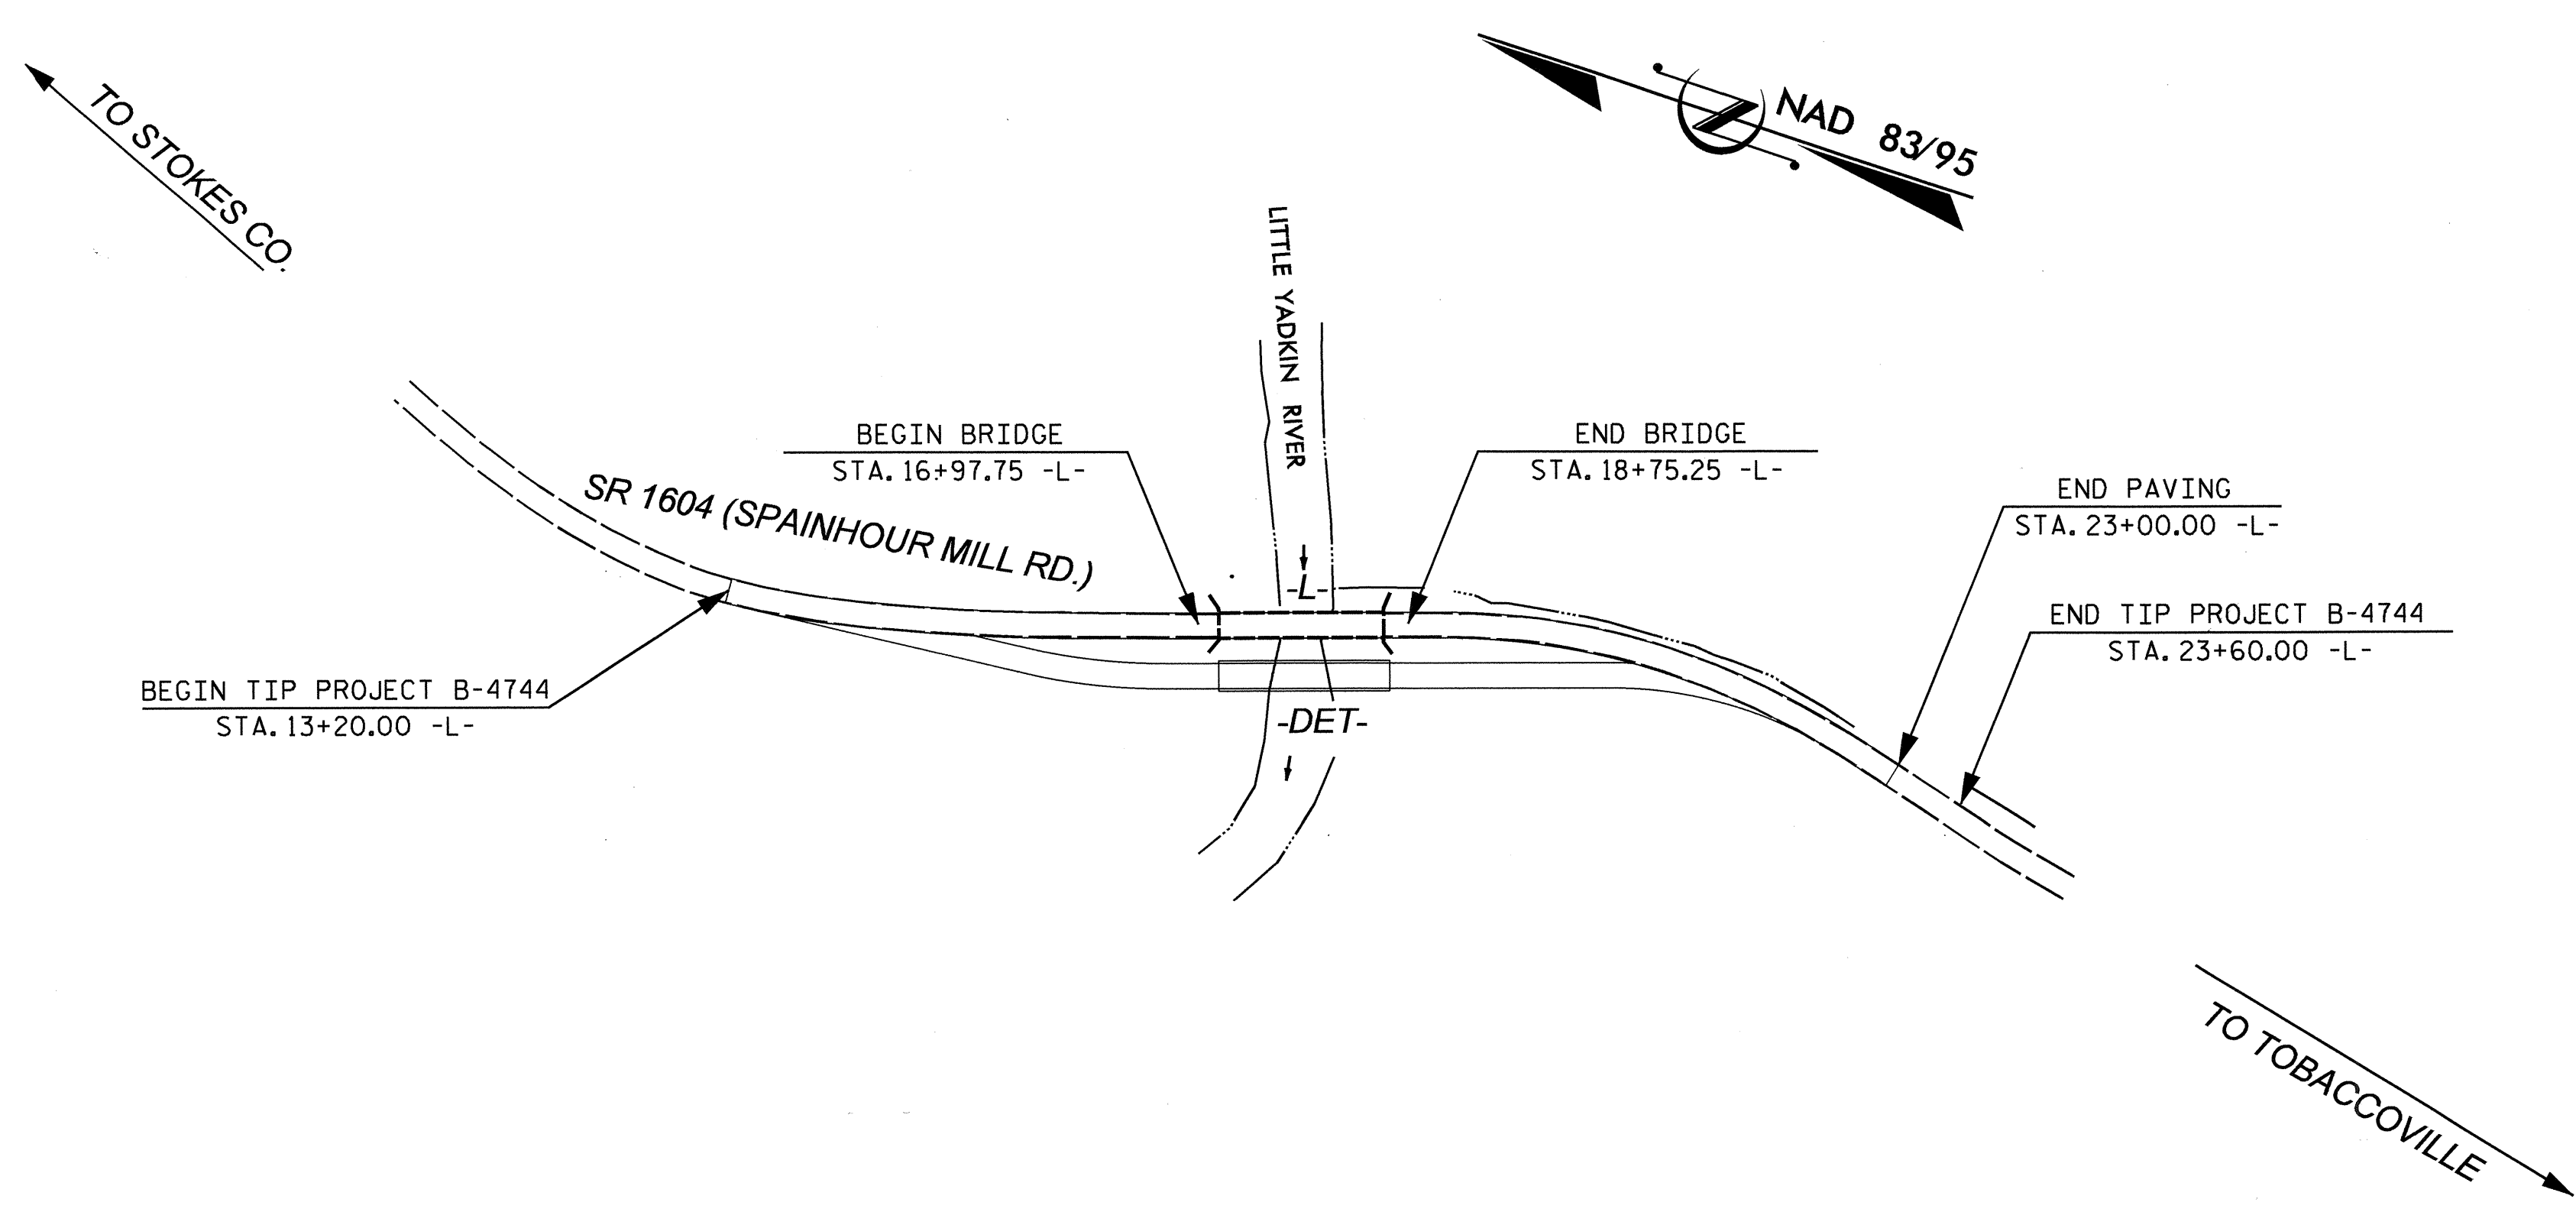 TO STOKES CO.
NAD 83/95
LITTLE YADKIN RIVER
BEGIN BRIDGE
STA. 16+97.75 -L-
END BRIDGE
STA. 18+75.25 -L-
SR 1604 (SPAINHOUR MILL RD.)
END PAVING
STA. 23+00.00 -L-
-L-
END TIP PROJECT B-4744
STA. 23+60.00 -L-
BEGIN TIP PROJECT B-4744
STA. 13+20.00 -L-
-DET-
TO TOBACCOVILLE